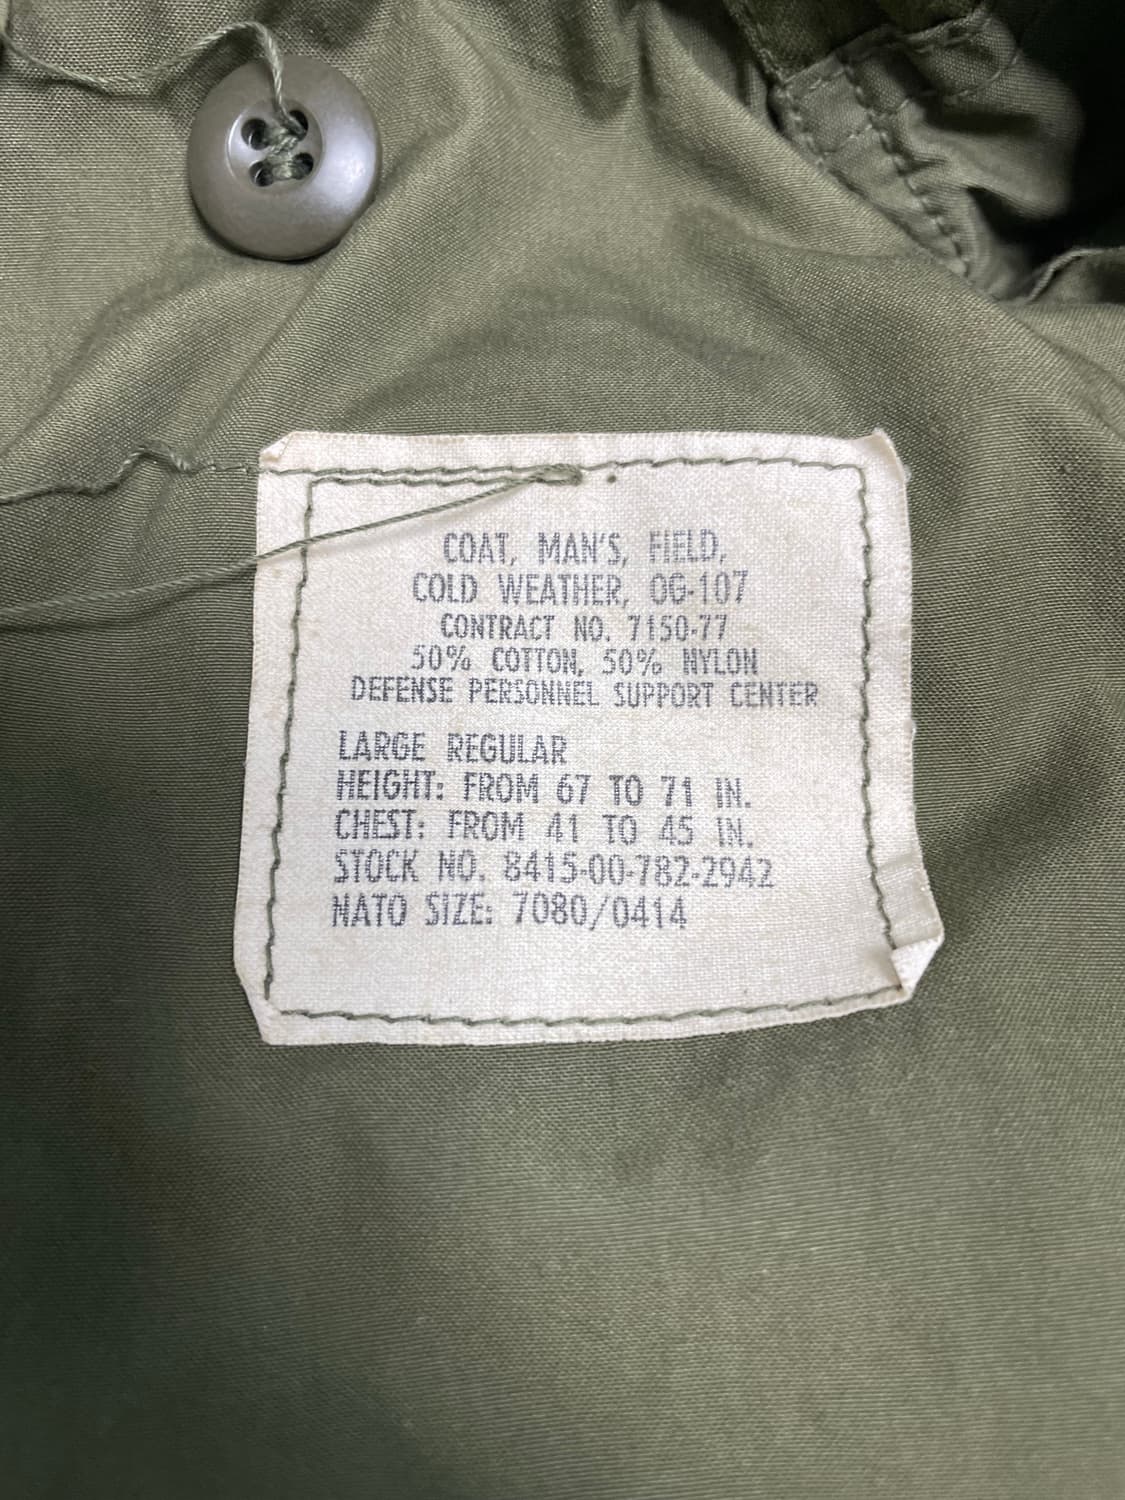 COAT, MAN'S, FIELD,
COLD WEATHER, OG-107
CONTRACT NO. 7150-77
50% COTTON, 50% NYLON
DEFENSE PERSONNEL SUPPORT CENTER
LARGE REGULAR
HEIGHT: FROM 67 TO 71 IN.
CHEST: FROM 41 TO 45 IN.
STOCK NO. 8415-00-782-2942
NATO SIZE: 7080/0414